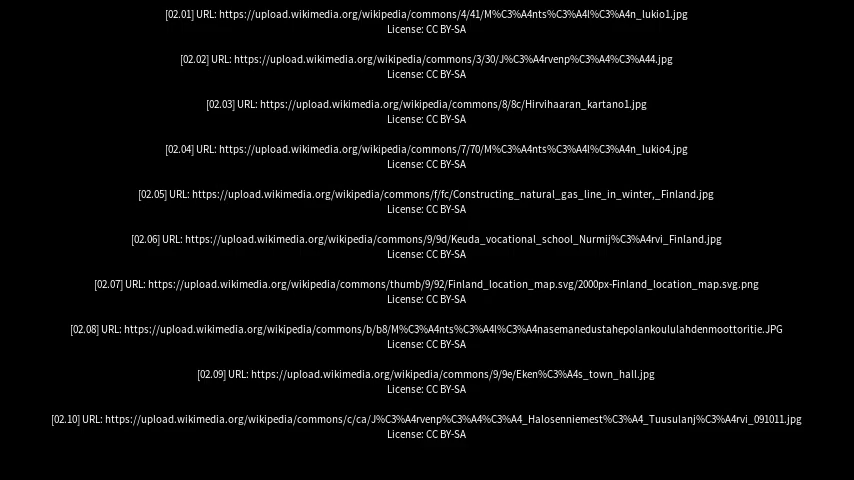 [02.01] URL: https://upload.wikimedia.org/wikipedia/commons/4/41/M%C3%A4nts%C3%A4l%C3%A4n_lukio1.jpg
License: CC BY-SA
[02.02] URL: https://upload.wikimedia.org/wikipedia/commons/3/30/J%C3%A4rvenp%C3%A4%C3%A44.jpg
License: CC BY-SA
[02.03] URL: https://upload.wikimedia.org/wikipedia/commons/8/8c/Hirvihaaran_kartano1.jpg
License: CC BY-SA
[02.04] URL: https://upload.wikimedia.org/wikipedia/commons/7/70/M%C3%A4nts%C3%A4l%C3%A4n_lukio4.jpg
License: CC BY-SA
[02.05] URL: https://upload.wikimedia.org/wikipedia/commons/f/fc/Constructing_natural_gas_line_in_winter,_Finland.jpg
License: CC BY-SA
[02.06] URL: https://upload.wikimedia.org/wikipedia/commons/9/9d/Keuda_vocational_school_Nurmij%C3%A4rvi_Finland.jpg
License: CC BY-SA
[02.07] URL: https://upload.wikimedia.org/wikipedia/commons/thumb/9/92/Finland_location_map.svg/2000px-Finland_location_map.svg.png
License: CC BY-SA
[02.08] URL: https://upload.wikimedia.org/wikipedia/commons/b/b8/M%C3%A4nts%C3%A4l%C3%A4nasemanedustahepolankoululahdenmoottoritie.JPG
License: CC BY-SA
[02.09] URL: https://upload.wikimedia.org/wikipedia/commons/9/9e/Eken%C3%A4s_town_hall.jpg
License: CC BY-SA
[02.10] URL: https://upload.wikimedia.org/wikipedia/commons/c/ca/J%C3%A4rvenp%C3%A4%C3%A4_Halosenniemest%C3%A4_Tuusulanj%C3%A4rvi_091011.jpg
License: CC BY-SA